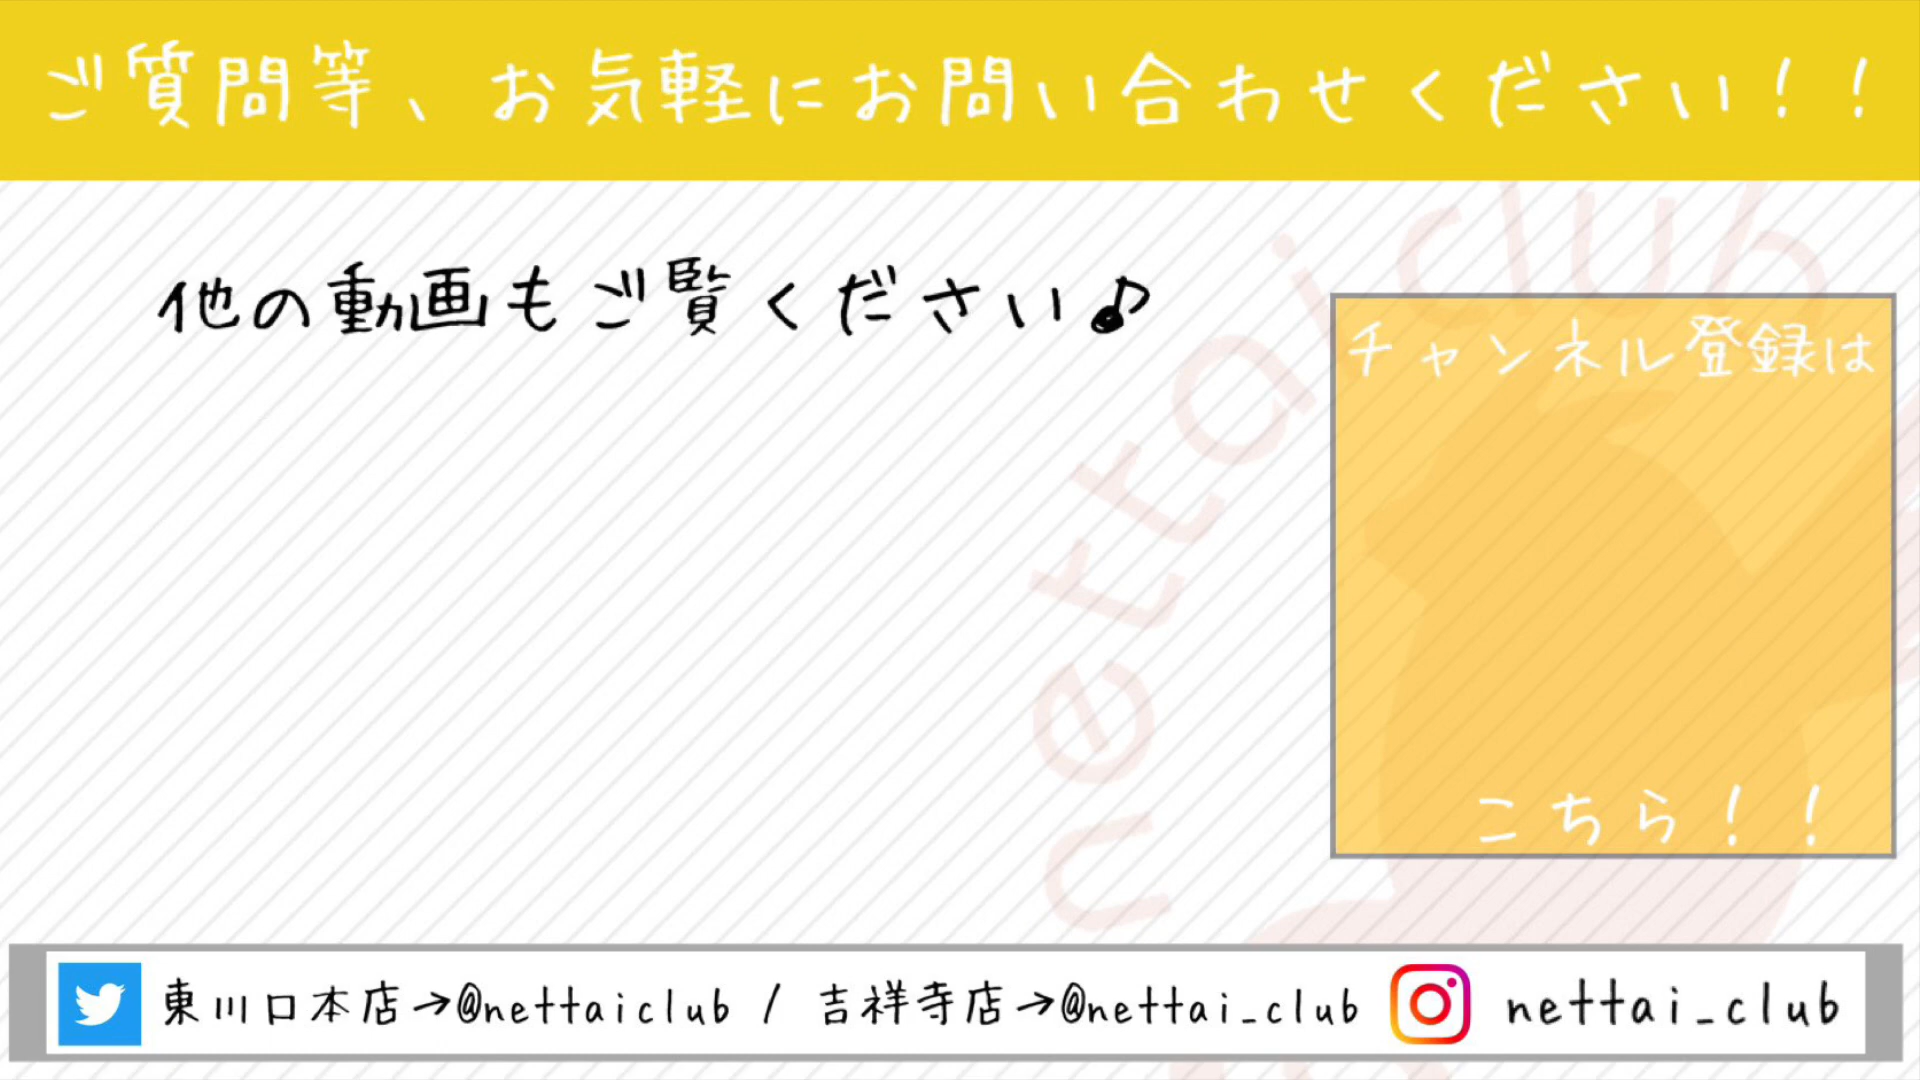 ご質問等、お気軽にお問い合わせください！！
他の動画もご覧ください♪
nettaiclub
チャンネル登録は
こちら！！
東川口本店→@nettaiclub / 吉祥寺店→@nettai_club
nettai_club